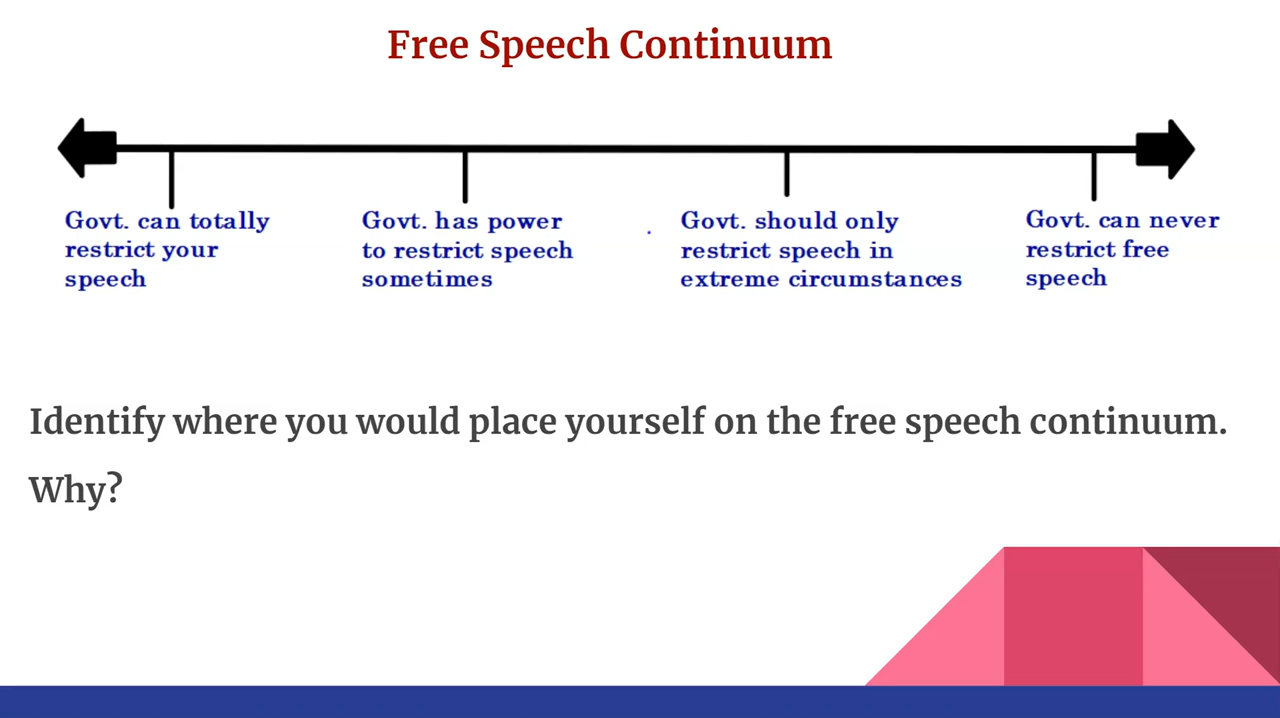 Free Speech Continuum
Govt. can totally
restrict your
speech
Govt. has power
to restrict speech
sometimes
Govt. should only
restrict speech in
extreme circumstances
Govt. can never
restrict free
speech
Identify where you would place yourself on the free speech continuum.
Why?